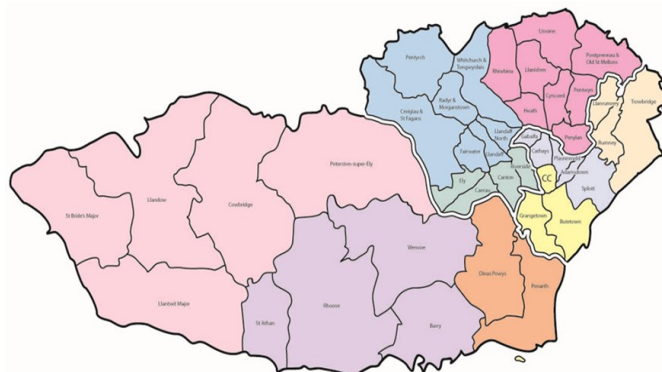 Lisvane
Pentyrch
Whitchurch &
Tongwynlais
Pontprennau &
Old St Mellons
Rhiwbina
Llanishen
Pentwyn
Cyncoed
Radyr &
Morganstown
Trowbridge
Llanrumney
Creigiau &
St Fagans
Heath
Llandaff
North
Gabalfa
Penylan
Rumney
Cathays
Fairwater
Llandaff
Plasnewydd
Riverside
Adamsdown
Peterston-super-Ely
Ely
Canton
CC
Splott
Caerau
Llandow
Cowbridge
St Bride's Major
Grangetown
Butetown
Wenvoe
Dinas Powys
Penarth
Llantwit Major
Rhoose
St Athan
Barry